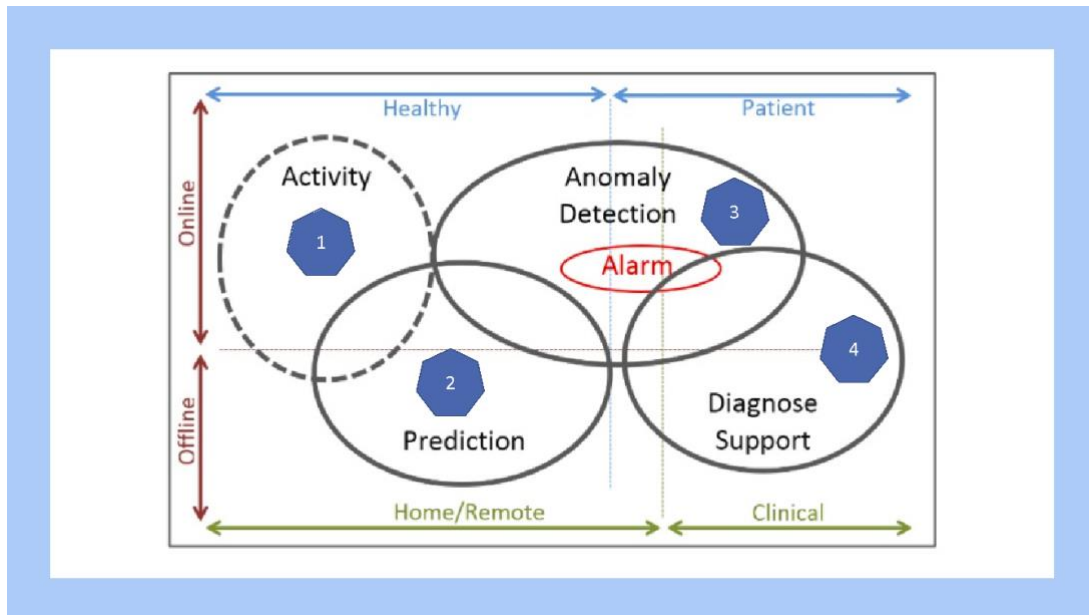 Healthy
Patient
Online
Activity
1
Anomaly
Detection
3
Alarm
4
2
Prediction
Diagnose
Support
Offline
Home/Remote
Clinical